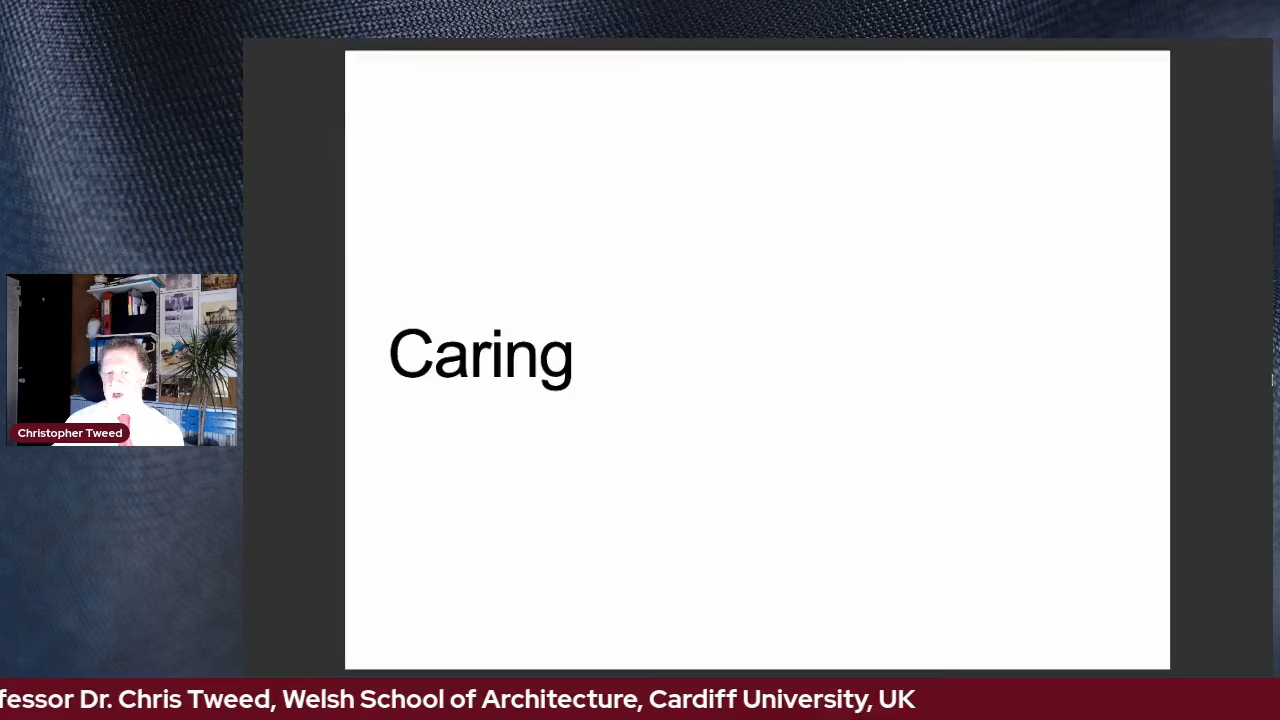 Caring
Christopher Tweed
fessor Dr. Chris Tweed, Welsh School of Architecture, Cardiff University, UK